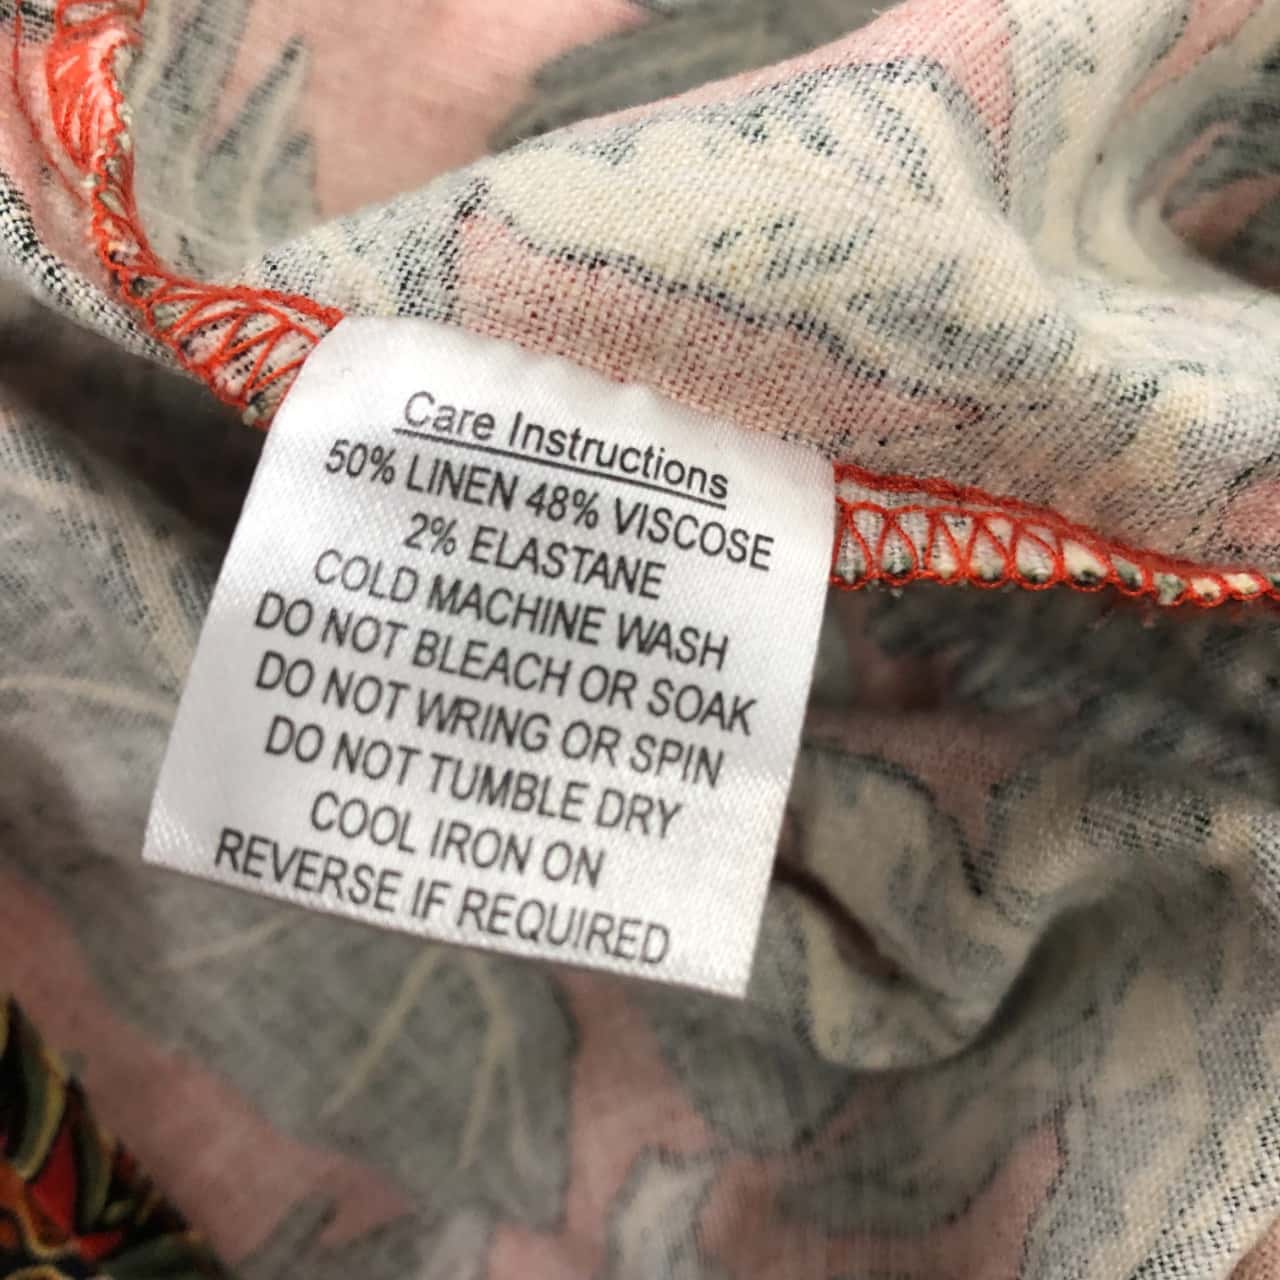 Care Instructions
50% LINEN 48% VISCOSE
2% ELASTANE
COLD MACHINE WASH
DO NOT BLEACH OR SOAK
DO NOT WRING OR SPIN
DO NOT TUMBLE DRY
COOL IRON ON
REVERSE IF REQUIRED